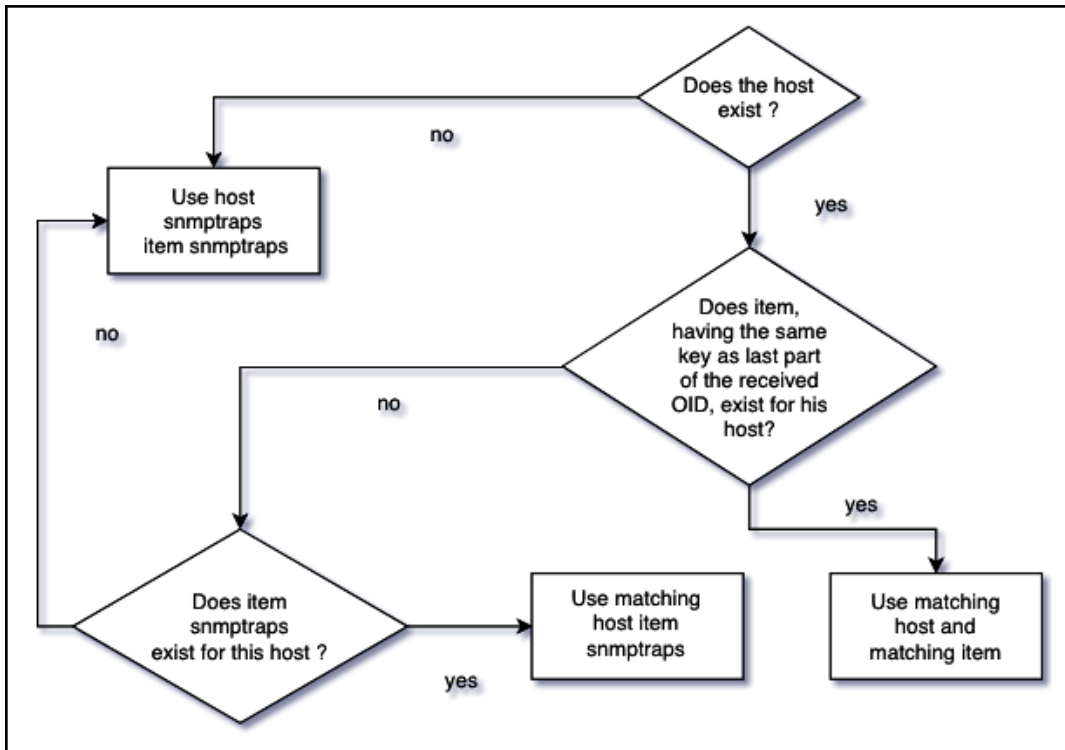 Does the host
exist ?
no
yes
Use host
snmptraps
item snmptraps
no
Does item,
having the same
key as last part
of the received
OID, exist for his
host?
no
yes
Does item
snmptraps
exist for this host ?
yes
Use matching
host item
snmptraps
Use matching
host and
matching item